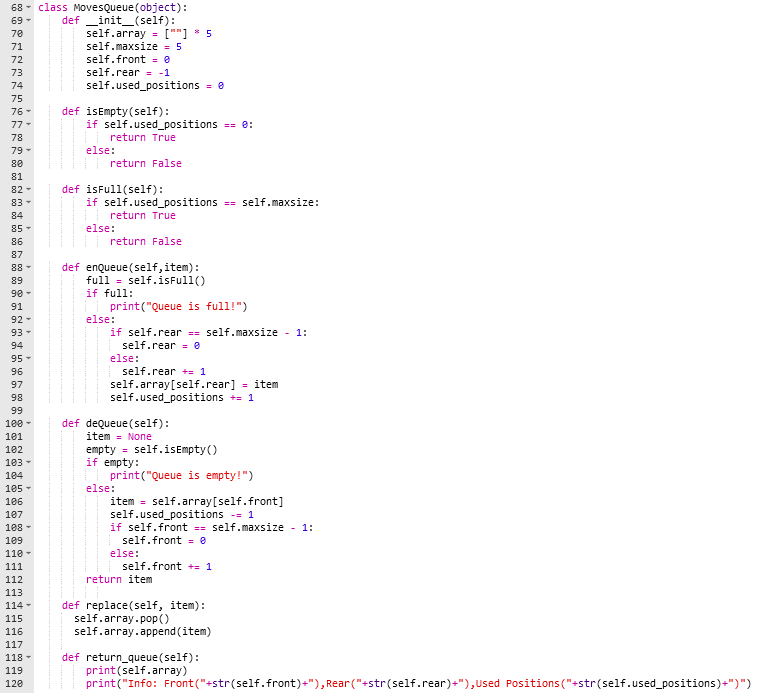 68 class MovesQueue(object):
69     def __init__(self):
70         self.array = [""] * 5
71         self.maxsize = 5
72         self.front = 0
73         self.rear = -1
74         self.used_positions = 0
75
76     def isEmpty(self):
77         if self.used_positions == 0:
78             return True
79         else:
80             return False
81
82     def isFull(self):
83         if self.used_positions == self.maxsize:
84             return True
85         else:
86             return False
87
88     def enQueue(self,item):
89         full = self.isFull()
90         if full:
91             print("Queue is full!")
92         else:
93             if self.rear == self.maxsize - 1:
94               self.rear = 0
95             else:
96               self.rear += 1
97             self.array[self.rear] = item
98             self.used_positions += 1
99
100     def deQueue(self):
101         item = None
102         empty = self.isEmpty()
103         if empty:
104             print("Queue is empty!")
105         else:
106             item = self.array[self.front]
107             self.used_positions -= 1
108             if self.front == self.maxsize - 1:
109               self.front = 0
110             else:
111               self.front += 1
112         return item
113
114     def replace(self, item):
115       self.array.pop()
116       self.array.append(item)
117
118     def return_queue(self):
119         print(self.array)
120         print("Info: Front("+str(self.front)+"),Rear("+str(self.rear)+"),Used Positions("+str(self.used_positions)+")")